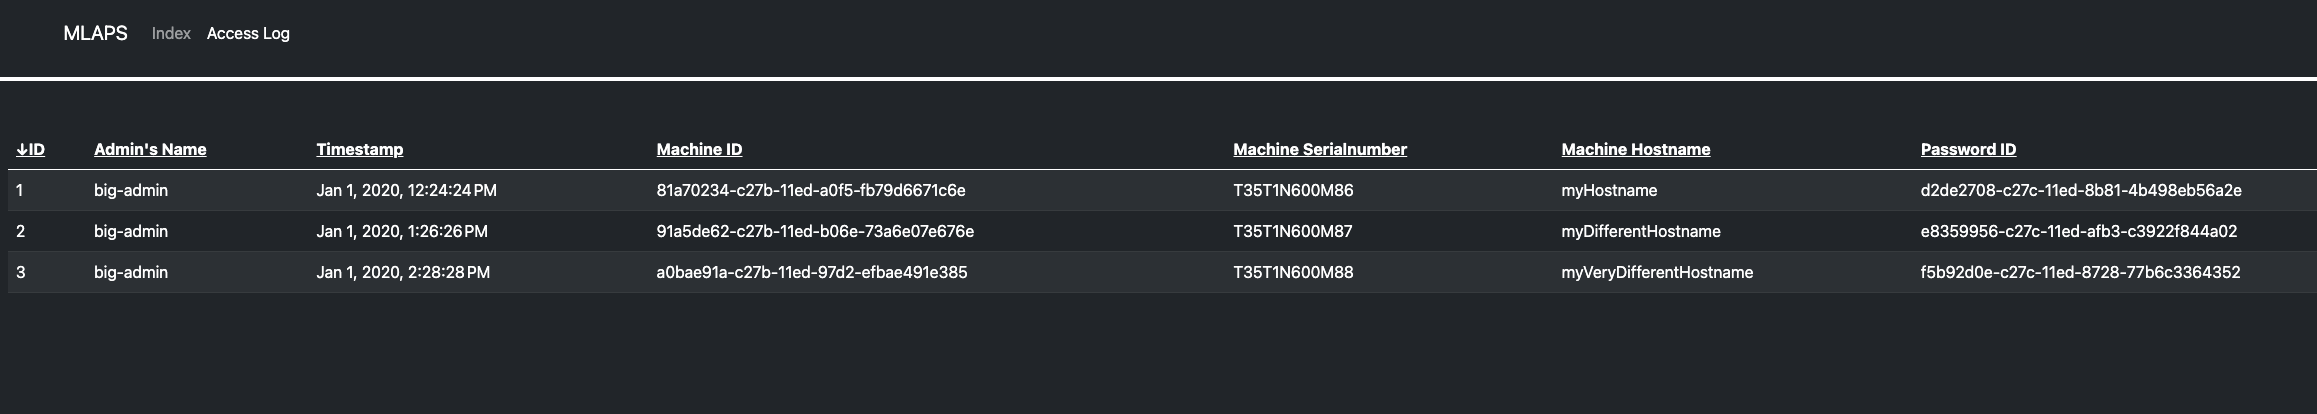 MLAPS Index Access Log
↓ID Admin's Name Timestamp Machine ID Machine Serialnumber Machine Hostname Password ID
1 big-admin Jan 1, 2020, 12:24:24 PM 81a70234-c27b-11ed-a0f5-fb79d6671c6e T35T1N600M86 myHostname d2de2708-c27c-11ed-8b81-4b498eb56a2e
2 big-admin Jan 1, 2020, 1:26:26 PM 91a5de62-c27b-11ed-b06e-73a6e07e676e T35T1N600M87 myDifferentHostname e8359956-c27c-11ed-afb3-c3922f844a02
3 big-admin Jan 1, 2020, 2:28:28 PM a0bae91a-c27b-11ed-97d2-efbae491e385 T35T1N600M88 myVeryDifferentHostname f5b92d0e-c27c-11ed-8728-77b6c3364352